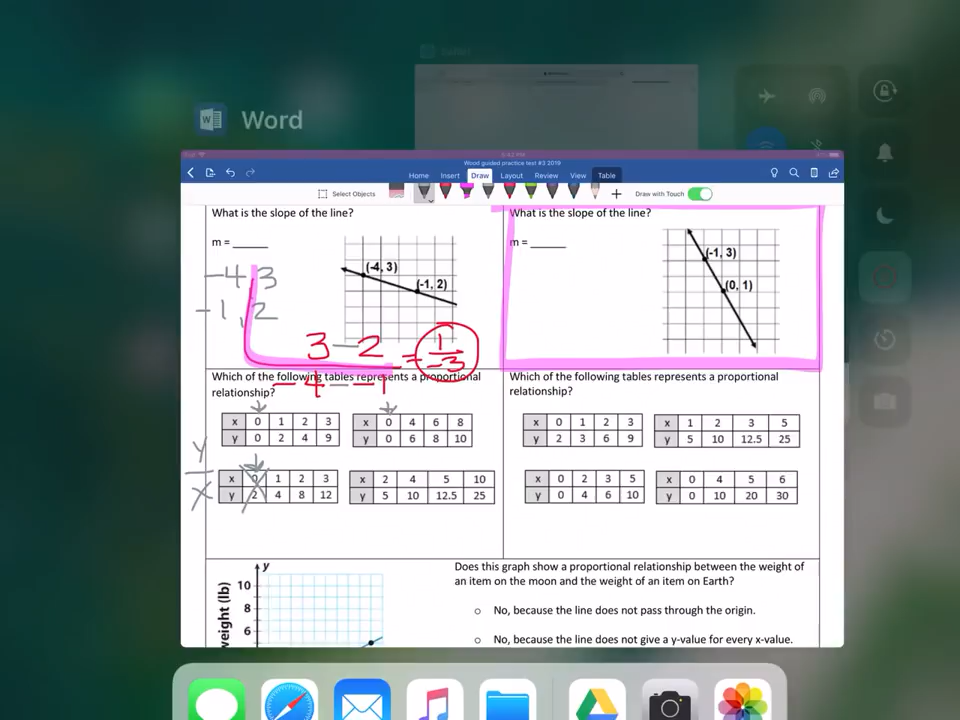 Word
Wood guided practice test #3 2019
Home Insert Draw Layout Review View Table
Select Objects
Draw with Touch
What is the slope of the line?
m = _____
-4, 3
-1, 2
(-4, 3)
(-1, 2)
3 - 2
-4 - -1
= 1
-3
What is the slope of the line?
m = _____
(-1, 3)
(0, 1)
Which of the following tables represents a proportional
relationship?
x 0 1 2 3
y 0 2 4 9
x 0 4 6 8
y 0 6 8 10
y
x
x 0 1 2 3
y 2 4 8 12
x 2 4 5 10
y 5 10 12.5 25
Which of the following tables represents a proportional
relationship?
x 0 1 2 3
y 2 3 6 9
x 1 2 3 5
y 5 10 12.5 25
x 0 2 3 5
y 0 4 6 10
x 0 4 5 6
y 0 10 20 30
y
10
8
6
weight (lb)
Does this graph show a proportional relationship between the weight of
an item on the moon and the weight of an item on Earth?
o No, because the line does not pass through the origin.
o No, because the line does not give a y-value for every x-value.